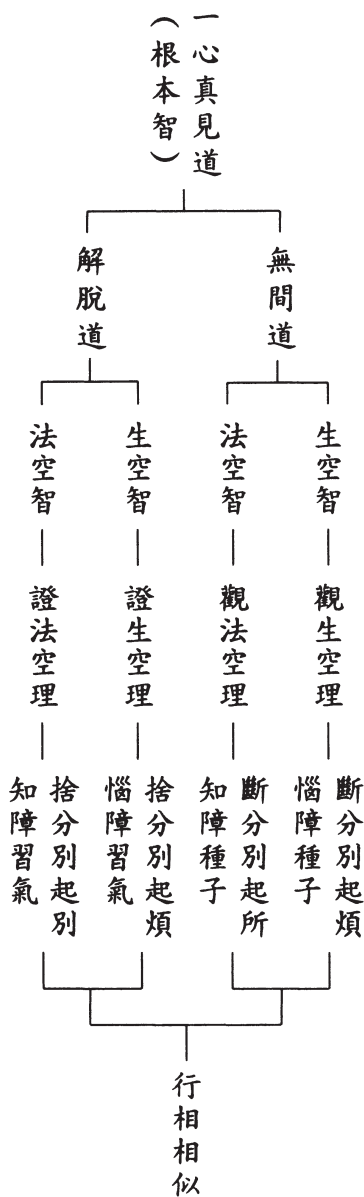 一心真見道
（根本智）
無間道
解脫道
生空智
法空智
生空智
法空智
觀生空理
觀法空理
證生空理
證法空理
斷分別起煩
惱障種子
斷分別起所
知障種子
捨分別起煩
惱障習氣
捨分別起別
知障習氣
行相相似